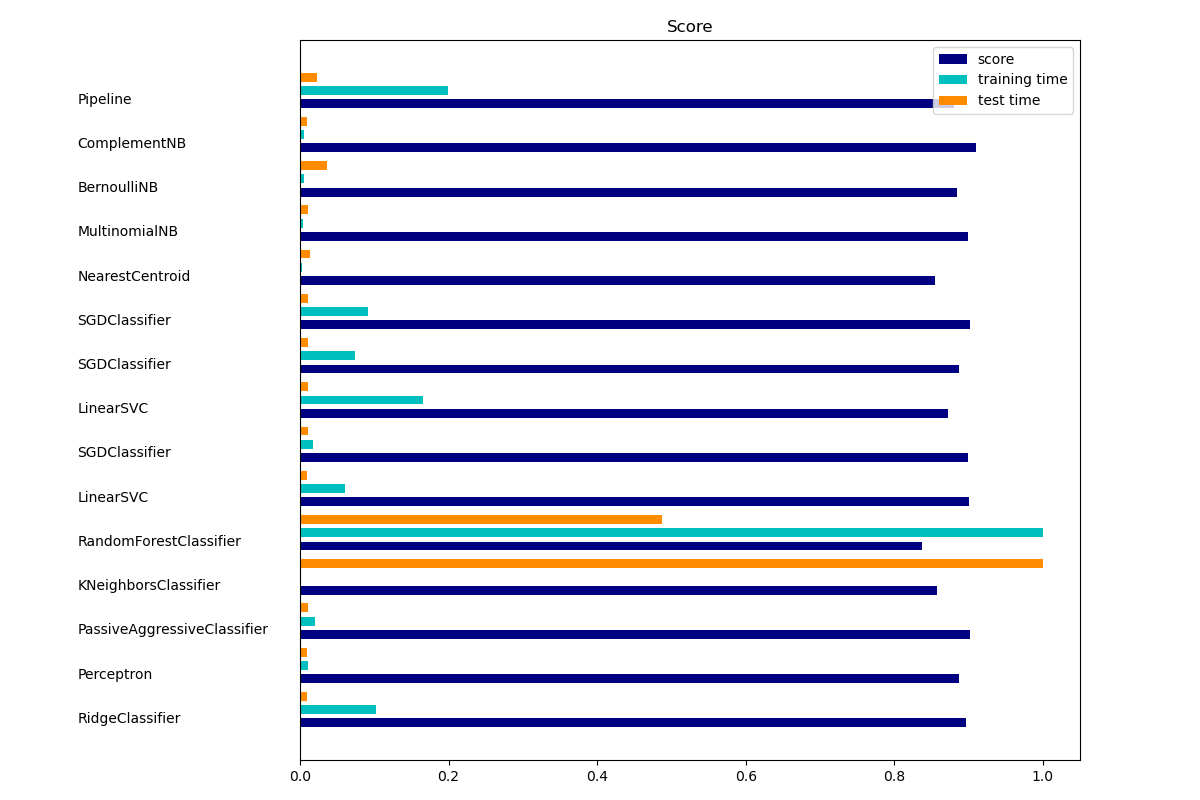 Score
score
training time
test time
Pipeline
ComplementNB
BernoulliNB
MultinomialNB
NearestCentroid
SGDClassifier
SGDClassifier
LinearSVC
SGDClassifier
LinearSVC
RandomForestClassifier
KNeighborsClassifier
PassiveAggressiveClassifier
Perceptron
RidgeClassifier
0.0 0.2 0.4 0.6 0.8 1.0